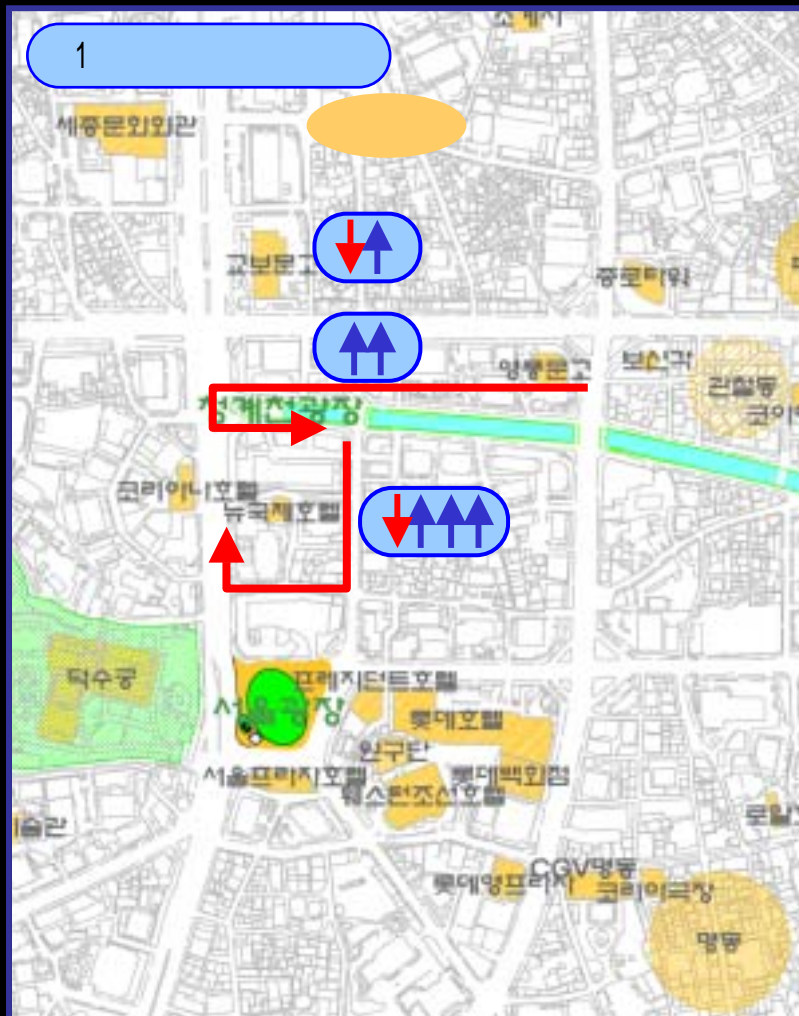 1
세종문화회관
교보문고
종로타워
영풍문고
보신각
관철동
청계천광장
코리아나호텔
뉴국제호텔
덕수궁
프레지던트호텔
서울광장
롯데호텔
원구단
서울프라자호텔
롯데백화점
웨스턴조선호텔
CGV명동
롯데영프라자
코리아극장
명동